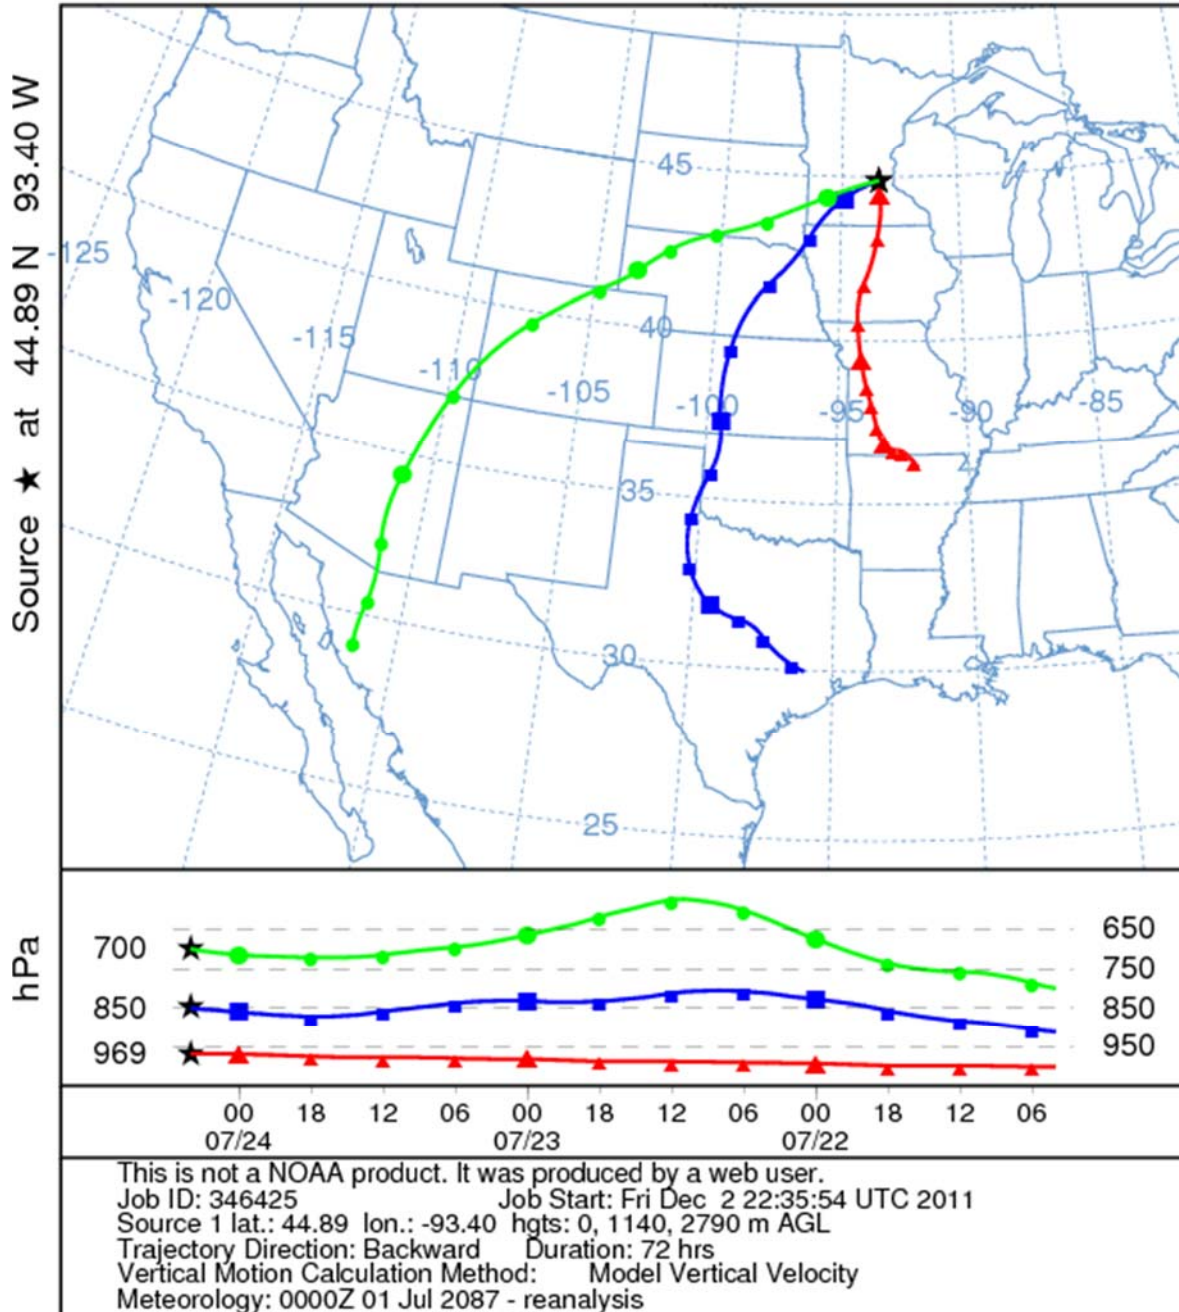 Source ★ at 44.89 N 93.40 W
45
-125
-120
-115
40
-110
-105
-100
-95
-90
-85
35
30
25
hPa
700
650
750
850
850
969
950
00 18 12 06 00 18 12 06 00 18 12 06
07/24 07/23 07/22
This is not a NOAA product. It was produced by a web user.
Job ID: 346425 Job Start: Fri Dec 2 22:35:54 UTC 2011
Source 1 lat.: 44.89 lon.: -93.40 hgts: 0, 1140, 2790 m AGL
Trajectory Direction: Backward Duration: 72 hrs
Vertical Motion Calculation Method: Model Vertical Velocity
Meteorology: 0000Z 01 Jul 2087 - reanalysis